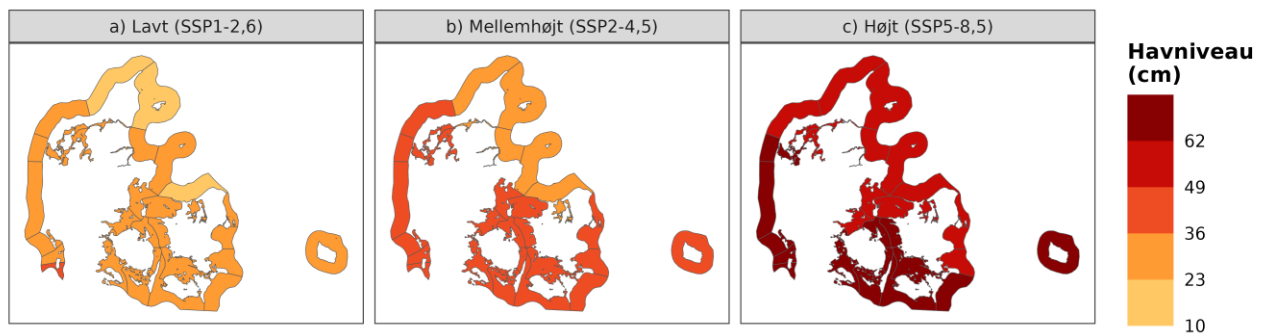 a) Lavt (SSP1-2,6)
b) Mellemhøjt (SSP2-4,5)
c) Højt (SSP5-8,5)
Havniveau
(cm)
62
49
36
23
10